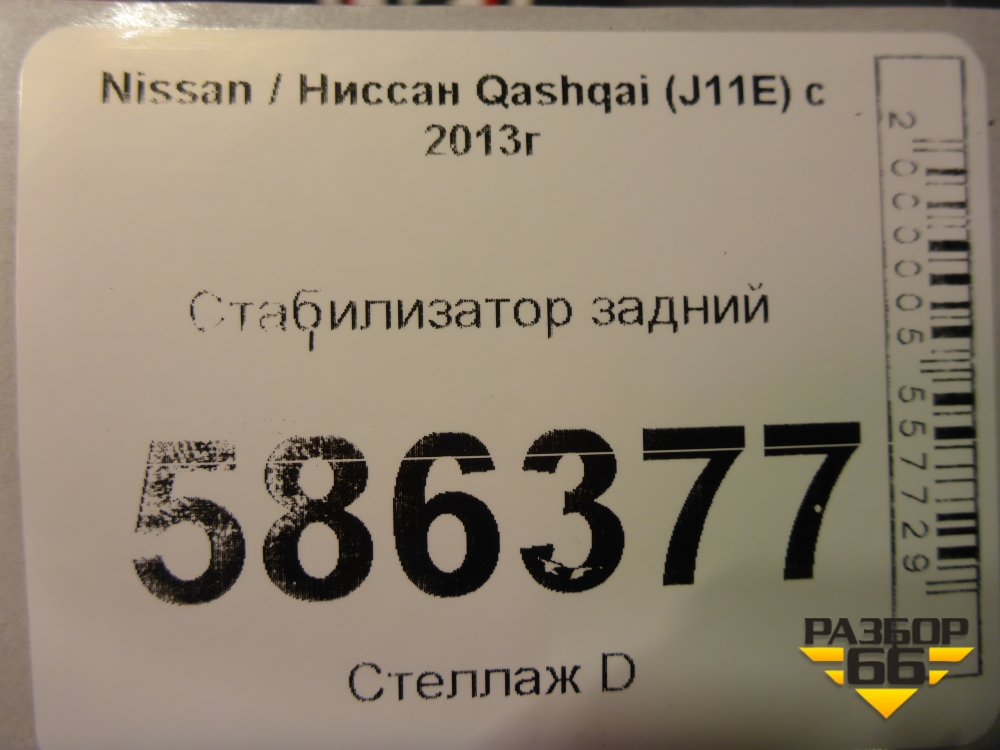 Nissan / Ниссан Qashqai (J11E) с
2013г
Стабилизатор задний
586377
Стеллаж D
2000005557729
РАЗБОР
66